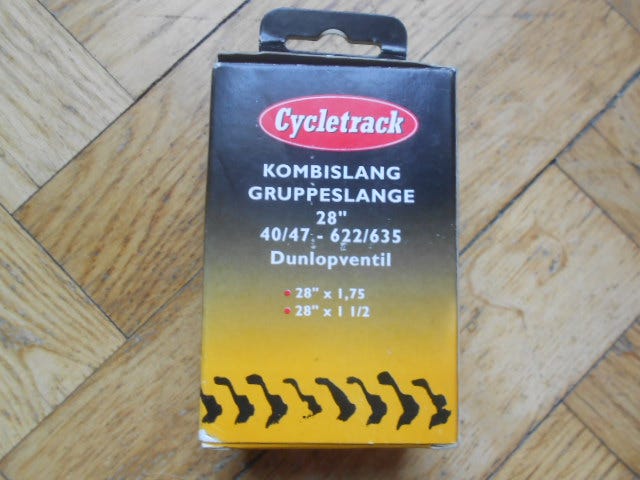 Cycletrack
KOMBISLANG
GRUPPESLANGE
28"
40/47 - 622/635
Dunlopventil
28" x 1,75
28" x 1 1/2